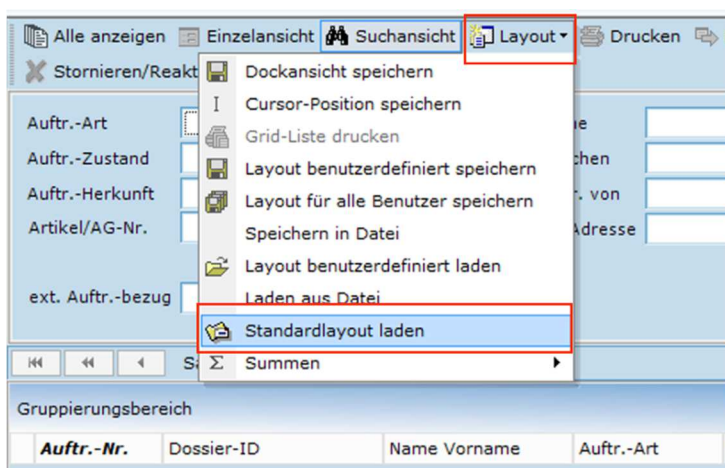 Alle anzeigen Einzelansicht Suchansicht Layout Drucken
Stornieren/Reakt
Dockansicht speichern
Cursor-Position speichern
Grid-Liste drucken
Layout benutzerdefiniert speichern
Layout für alle Benutzer speichern
Speichern in Datei
Layout benutzerdefiniert laden
Laden aus Datei
Standardlayout laden
Σ Summen
Auftr.-Art
Auftr.-Zustand
Auftr.-Herkunft
Artikel/AG-Nr.
ext. Auftr.-bezug
. von
Adresse
Gruppierungsbereich
Auftr.-Nr. Dossier-ID Name Vorname Auftr.-Art